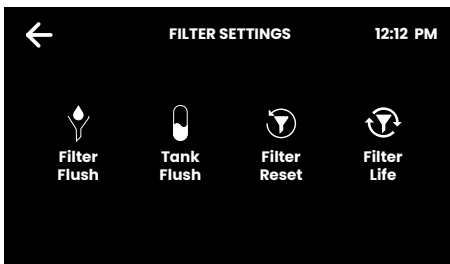 FILTER SETTINGS 12:12 PM
Filter Flush
Tank Flush
Filter Reset
Filter Life